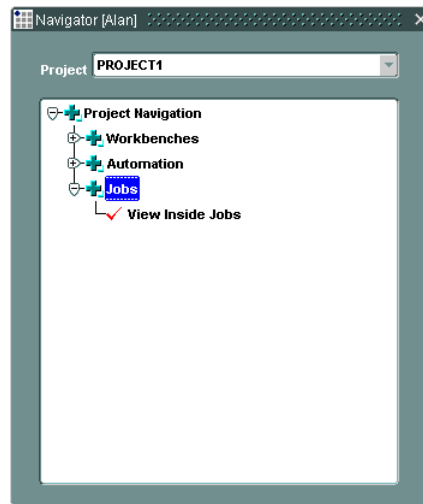 Navigator [Alan]
Project PROJECT1
Project Navigation
Workbenches
Automation
Jobs
View Inside Jobs